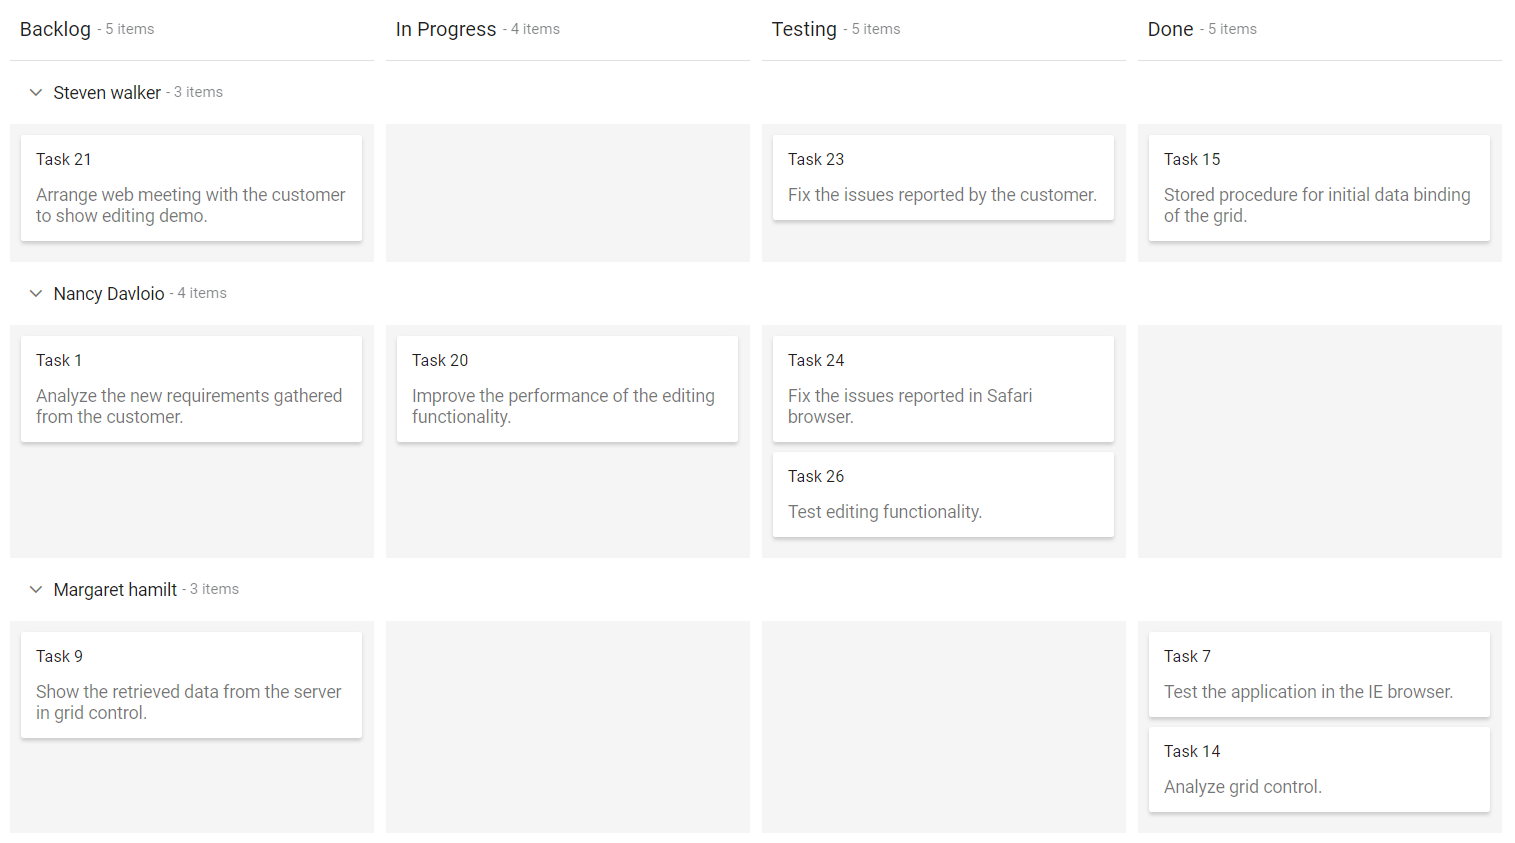 Backlog - 5 items
In Progress - 4 items
Testing - 5 items
Done - 5 items
Steven walker - 3 items
Task 21
Arrange web meeting with the customer
to show editing demo.
Task 23
Fix the issues reported by the customer.
Task 15
Stored procedure for initial data binding
of the grid.
Nancy Davloio - 4 items
Task 1
Analyze the new requirements gathered
from the customer.
Task 20
Improve the performance of the editing
functionality.
Task 24
Fix the issues reported in Safari
browser.
Task 26
Test editing functionality.
Margaret hamilt - 3 items
Task 9
Show the retrieved data from the server
in grid control.
Task 7
Test the application in the IE browser.
Task 14
Analyze grid control.